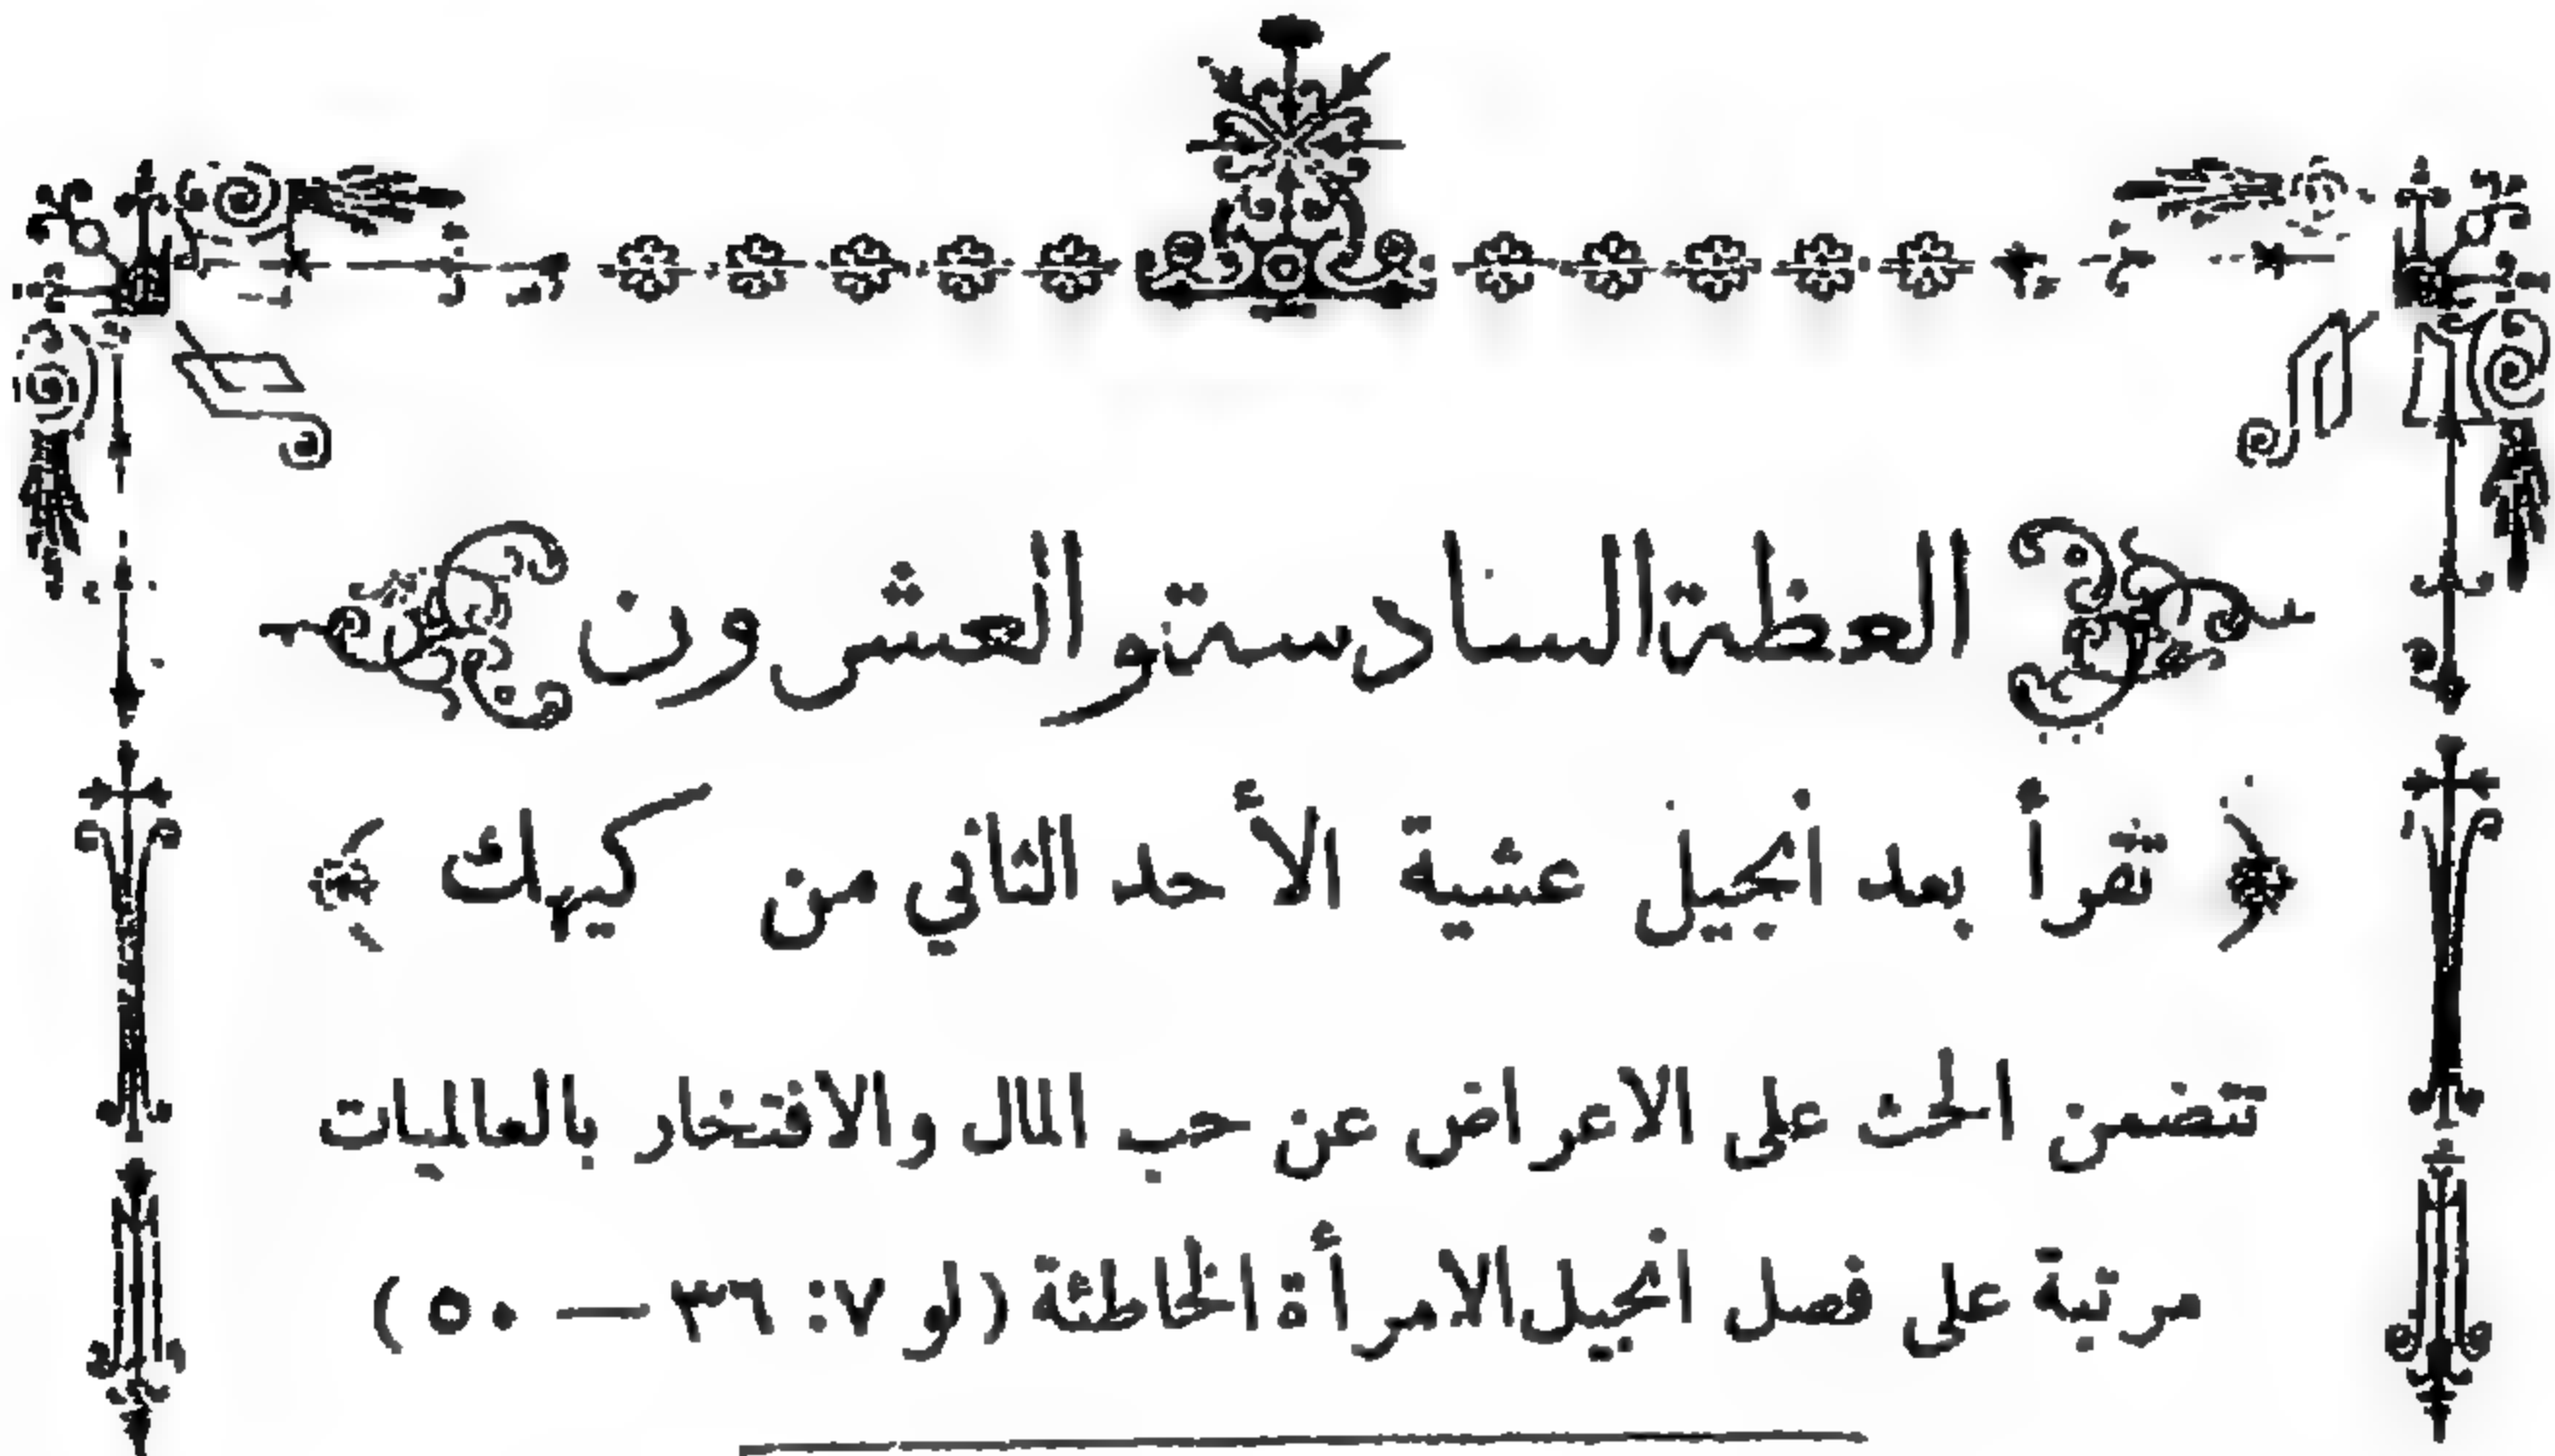 العظة السادسة والعشرون
﴿ تقرأ بعد انجيل عشية الأحد الثاني من كيهك ﴾
تتضمن الحث على الاعراض عن حب المال والافتخار بالعالميات
مرتبة على فصل انجيل الامرأة الخاطئة (لو ٧: ٣٦ — ٥٠)